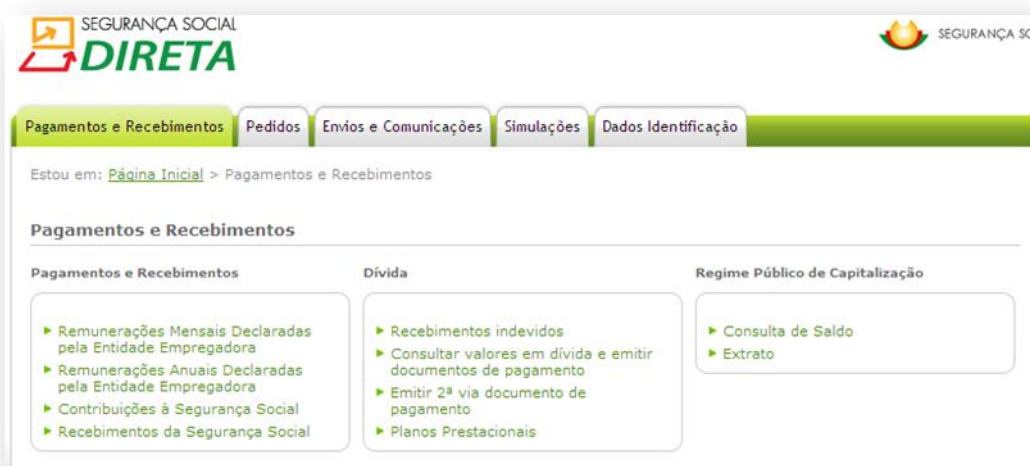 SEGURANÇA SOCIAL
DIRETA
SEGURANÇA
Pagamentos e Recebimentos Pedidos Envios e Comunicações Simulações Dados Identificação
Estou em: Página Inicial > Pagamentos e Recebimentos
Pagamentos e Recebimentos
Pagamentos e Recebimentos
Remunerações Mensais Declaradas
pela Entidade Empregadora
Remunerações Anuais Declaradas
pela Entidade Empregadora
Contribuições à Segurança Social
Recebimentos da Segurança Social
Dívida
Recebimentos indevidos
Consultar valores em dívida e emitir
documentos de pagamento
Emitir 2ª via documento de
pagamento
Planos Prestacionais
Regime Público de Capitalização
Consulta de Saldo
Extrato